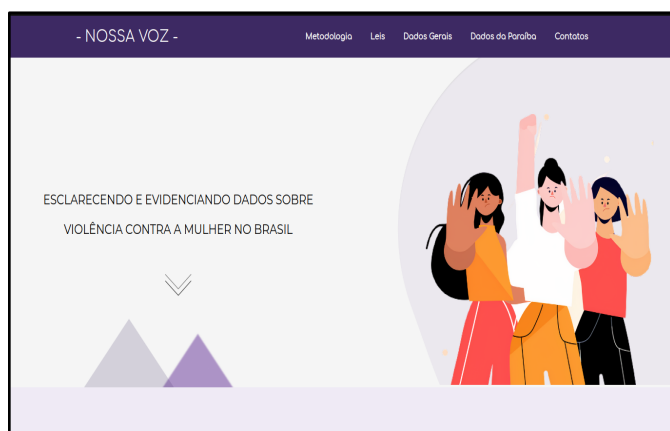 - NOSSA VOZ -
Metodologia Leis Dados Gerais Dados da Paraíba Contatos
ESCLARECENDO E EVIDENCIANDO DADOS SOBRE
VIOLÊNCIA CONTRA A MULHER NO BRASIL